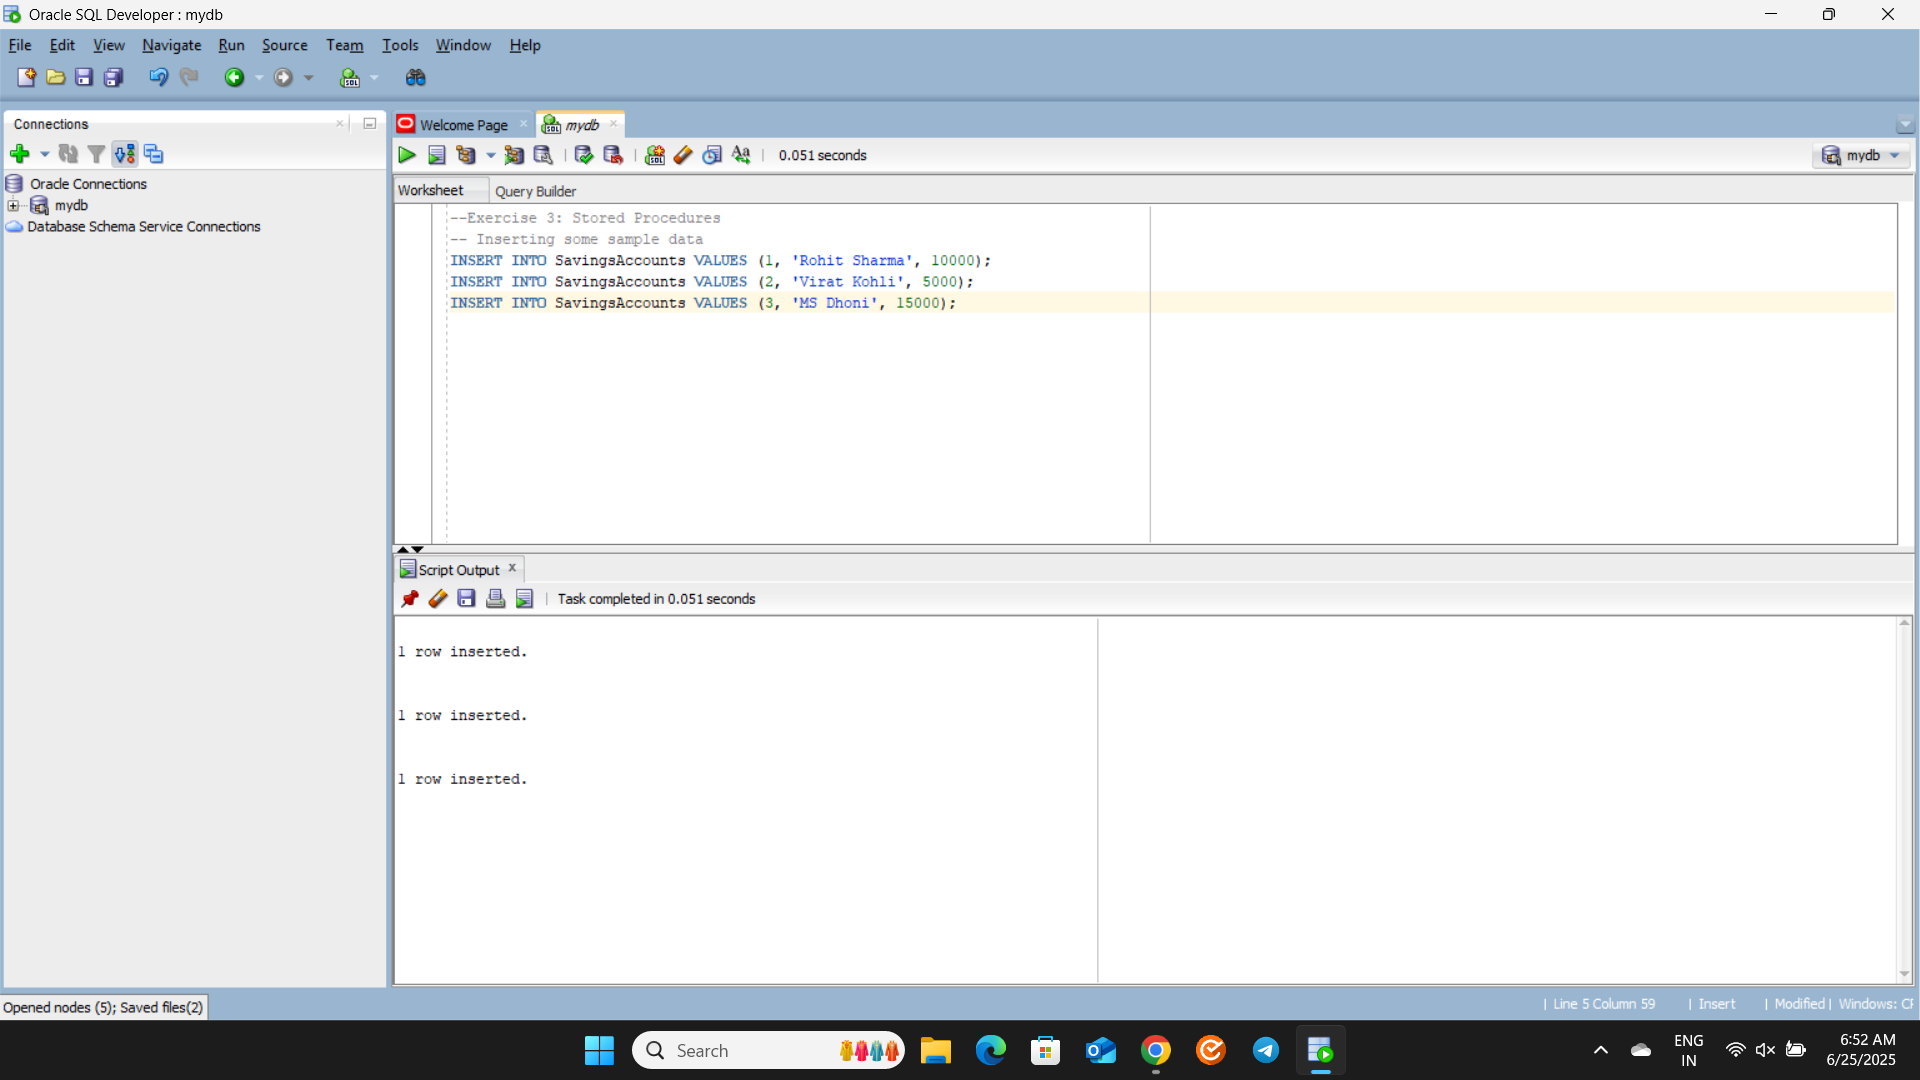 Oracle SQL Developer : mydb
File Edit View Navigate Run Source Team Tools Window Help
SQL
Connections
Welcome Page
mydb
0.051 seconds
mydb
Oracle Connections
mydb
Database Schema Service Connections
Worksheet
Query Builder
--Exercise 3: Stored Procedures
-- Inserting some sample data
INSERT INTO SavingsAccounts VALUES (1, 'Rohit Sharma', 10000);
INSERT INTO SavingsAccounts VALUES (2, 'Virat Kohli', 5000);
INSERT INTO SavingsAccounts VALUES (3, 'MS Dhoni', 15000);
Script Output
Task completed in 0.051 seconds
1 row inserted.
1 row inserted.
1 row inserted.
Opened nodes (5); Saved files(2)
| Line 5 Column 59 | Insert | Modified | Windows: CF
Search
ENG
IN
6:52 AM
6/25/2025